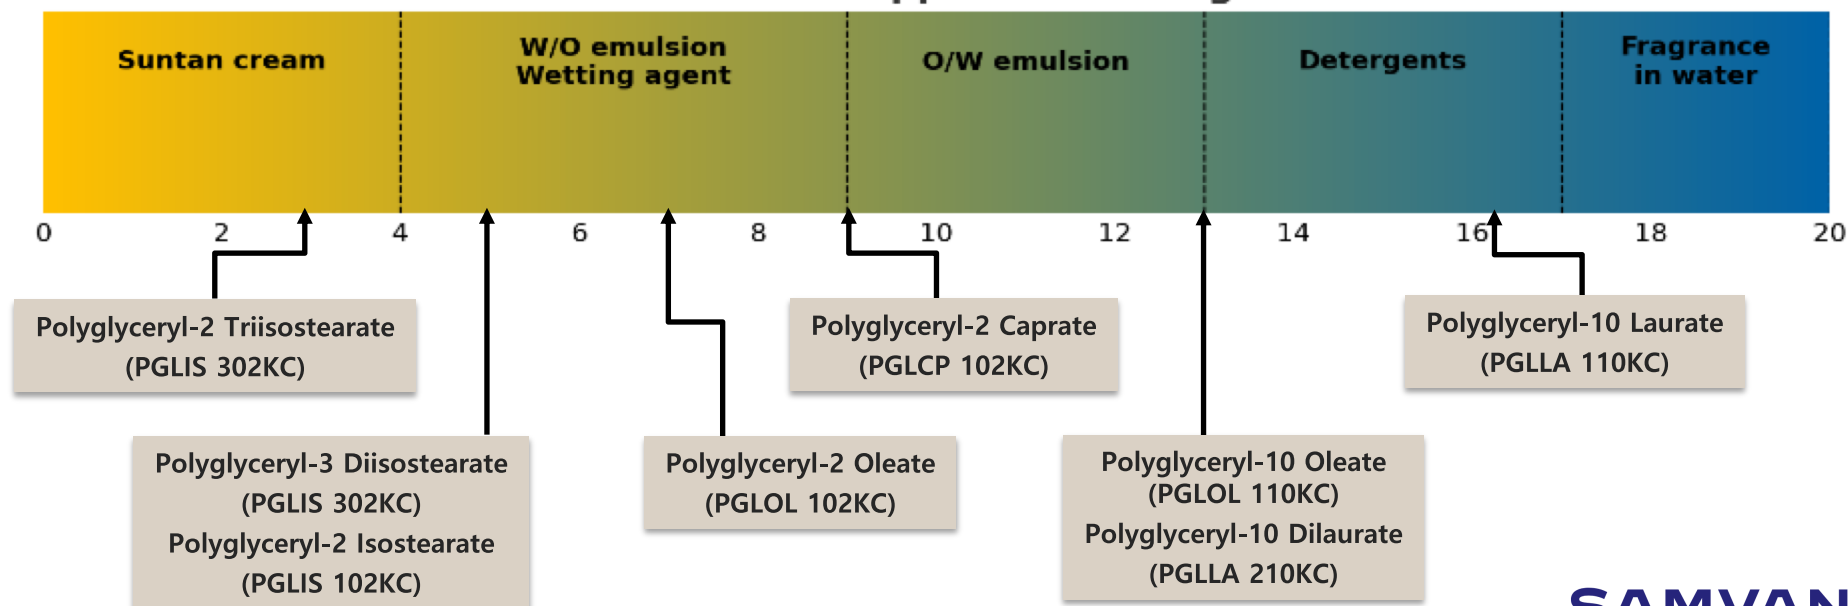 Suntan cream
W/O emulsion
Wetting agent
O/W emulsion
Detergents
Fragrance
in water
0 2 4 6 8 10 12 14 16 18 20
Polyglyceryl-2 Triisostearate
(PGLIS 302KC)
Polyglyceryl-2 Caprate
(PGLCP 102KC)
Polyglyceryl-10 Laurate
(PGLLA 110KC)
Polyglyceryl-3 Diisostearate
(PGLIS 302KC)
Polyglyceryl-2 Isostearate
(PGLIS 102KC)
Polyglyceryl-2 Oleate
(PGLOL 102KC)
Polyglyceryl-10 Oleate
(PGLOL 110KC)
Polyglyceryl-10 Dilaurate
(PGLLA 210KC)